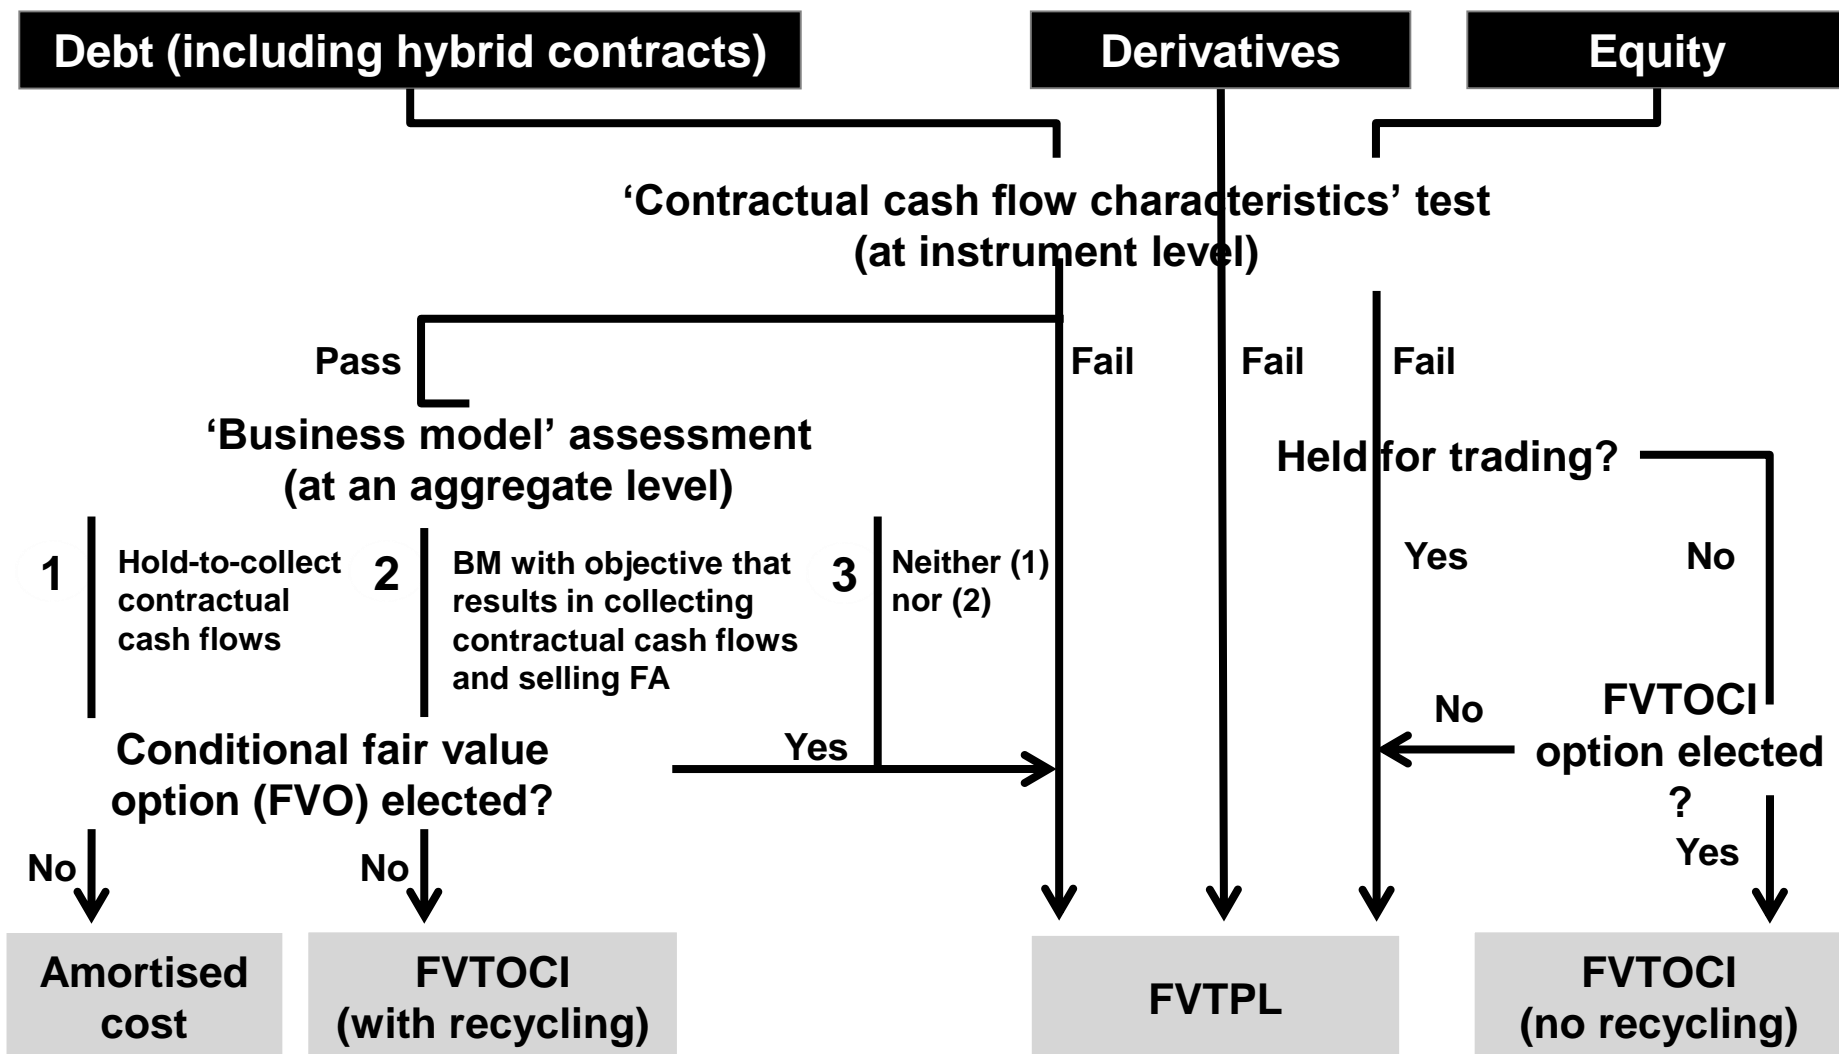 Debt (including hybrid contracts)
Derivatives
Equity
‘Contractual cash flow characteristics’ test
(at instrument level)
Pass
Fail
Fail
Fail
‘Business model’ assessment
(at an aggregate level)
Held for trading?
1
Hold-to-collect
contractual
cash flows
2
BM with objective that
results in collecting
contractual cash flows
and selling FA
3
Neither (1)
nor (2)
Yes
No
Conditional fair value
option (FVO) elected?
Yes
No
FVTOCI
option elected
?
No
No
Yes
Amortised
cost
FVTOCI
(with recycling)
FVTPL
FVTOCI
(no recycling)